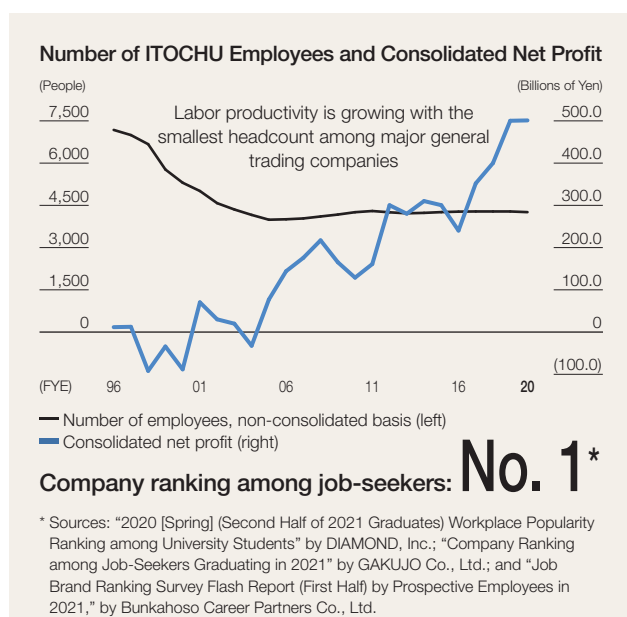 Number of ITOCHU Employees and Consolidated Net Profit
(People)
(Billions of Yen)
Labor productivity is growing with the
smallest headcount among major general
trading companies
7,500
6,000
4,500
3,000
1,500
0
500.0
400.0
300.0
200.0
100.0
0
(100.0)
(FYE) 96 01 06 11 16 20
Number of employees, non-consolidated basis (left)
Consolidated net profit (right)
Company ranking among job-seekers: No. 1*
* Sources: “2020 [Spring] (Second Half of 2021 Graduates) Workplace Popularity
Ranking among University Students” by DIAMOND, Inc.; “Company Ranking
among Job-Seekers Graduating in 2021” by GAKUJO Co., Ltd.; and “Job
Brand Ranking Survey Flash Report (First Half) by Prospective Employees in
2021,” by Bunkahoso Career Partners Co., Ltd.